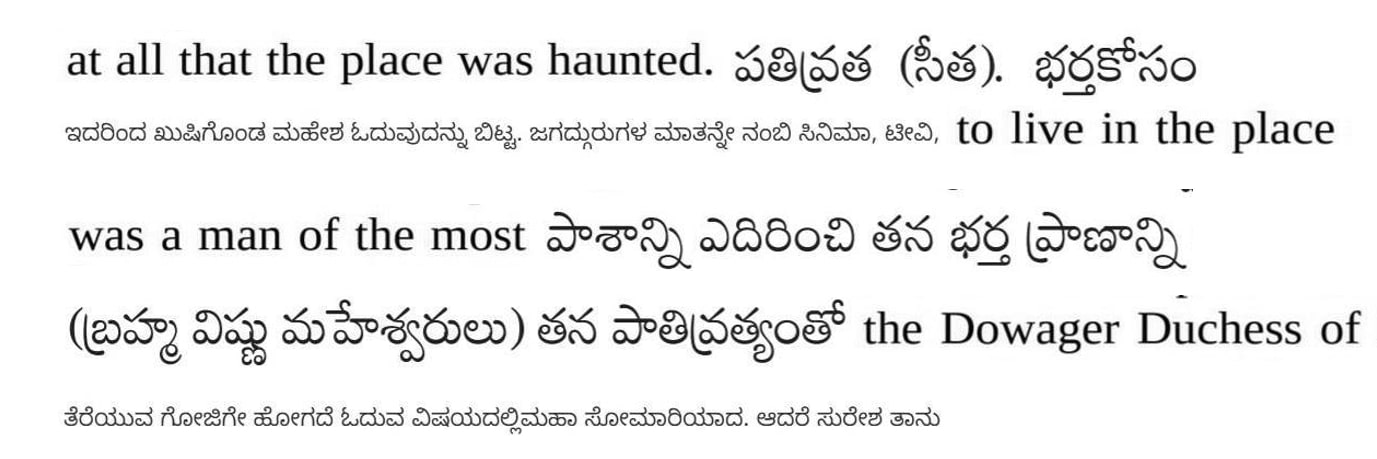 at all that the place was haunted. పతివ్రత (సీత). భర్తకోసం
ಇದರಿಂದ ಖುಷಿಗೊಂಡ ಮಹೇಶ ಓದುವುದನ್ನು ಬಿಟ್ಟ. ಜಗದ್ಗುರುಗಳ ಮಾತನ್ನೇ ನಂಬಿ ಸಿನಿಮಾ, ಟೀವಿ, to live in the place
was a man of the most పాశాన్ని ఎదిరించి తన భర్త ప్రాణాన్ని
(బ్రహ్మ విష్ణు మహేశ్వరులు) తన పాతివ్రత్యంతో the Dowager Duchess of
ತೆರೆಯುವ ಗೋಜಿಗೇ ಹೋಗದೆ ಓದುವ ವಿಷಯದಲ್ಲಿಮಹಾ ಸೋಮಾರಿಯಾದ. ಆದರೆ ಸುರೇಶ ತಾನು